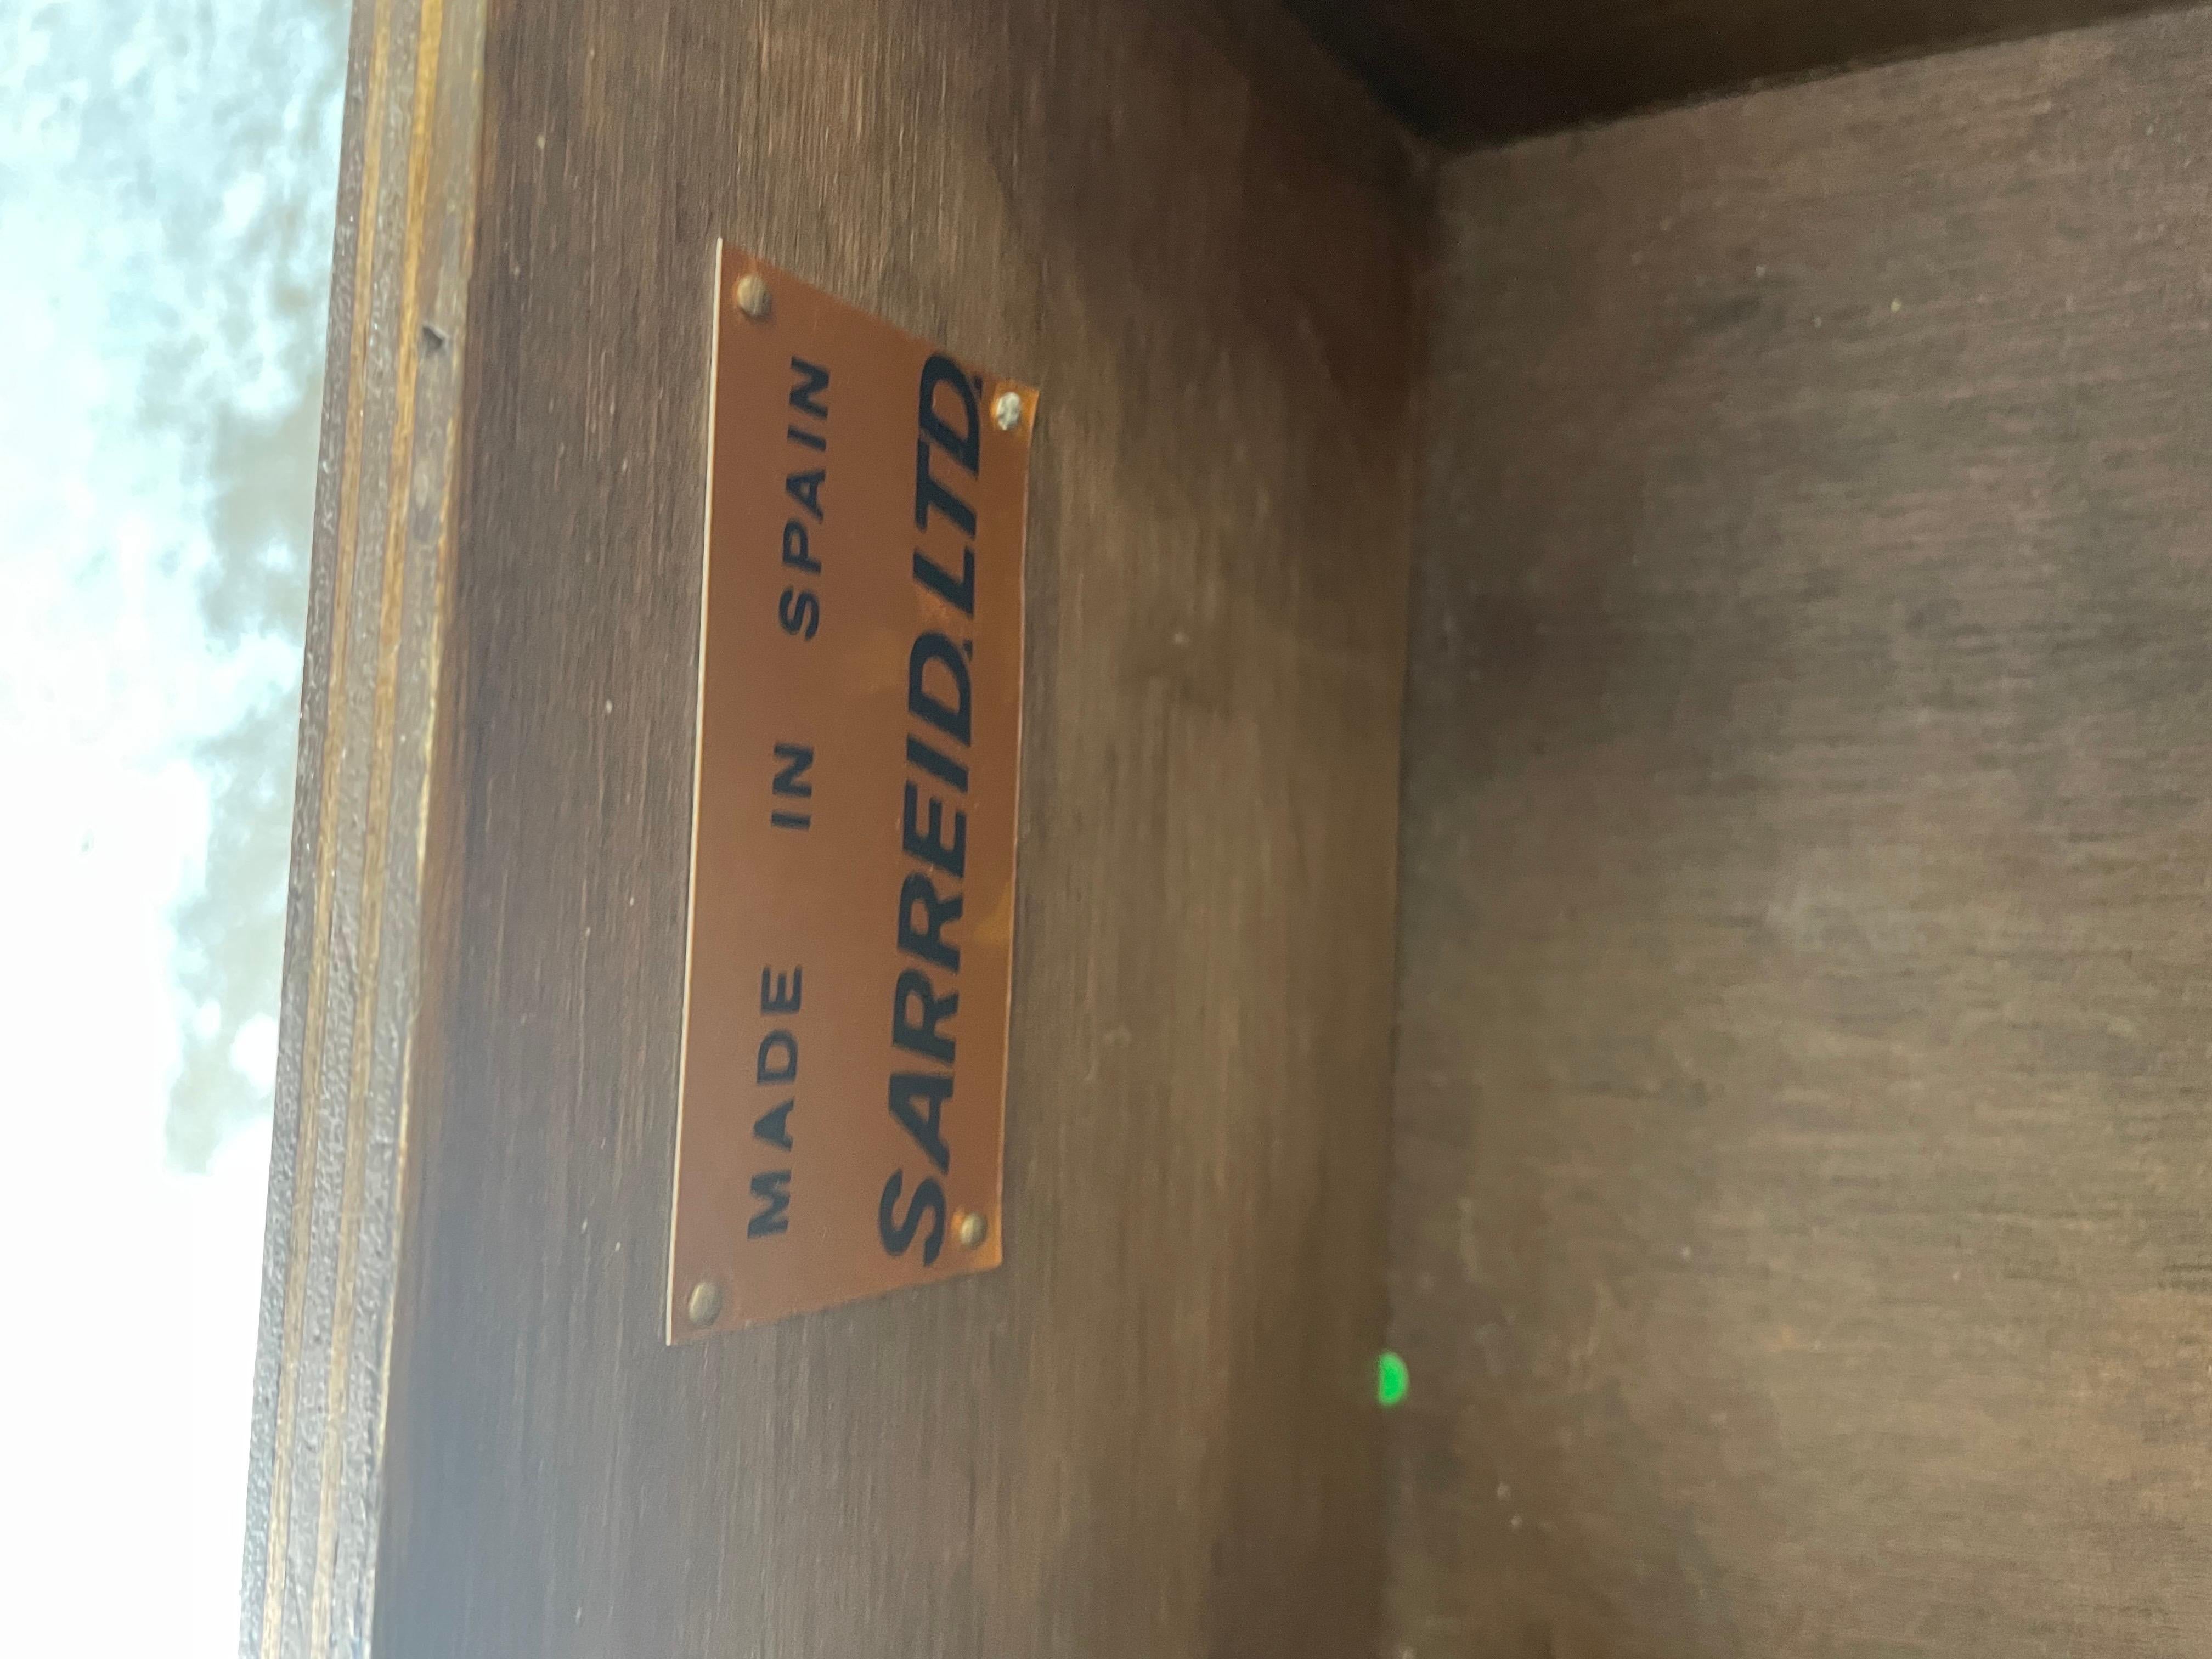 MADE IN SPAIN
SARREID. LTD.